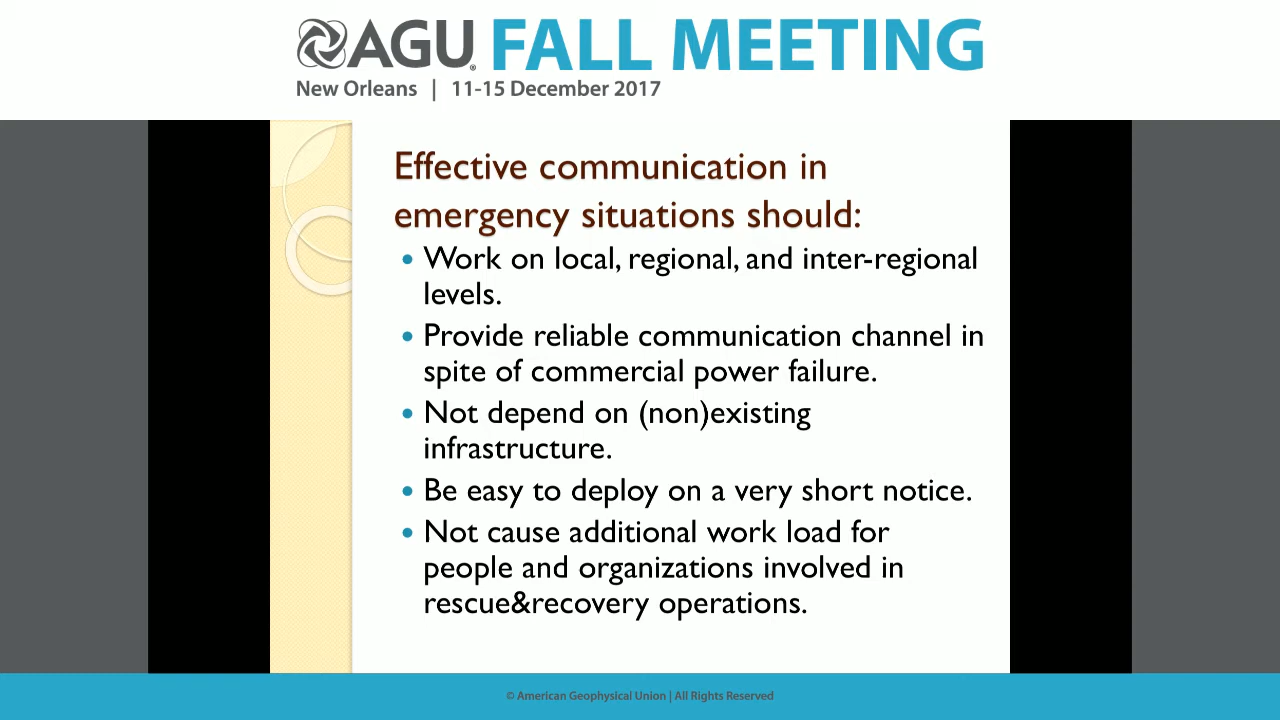 AGU FALL MEETING
New Orleans | 11-15 December 2017
Effective communication in
emergency situations should:
• Work on local, regional, and inter-regional
levels.
• Provide reliable communication channel in
spite of commercial power failure.
• Not depend on (non)existing
infrastructure.
• Be easy to deploy on a very short notice.
• Not cause additional work load for
people and organizations involved in
rescue&recovery operations.
© American Geophysical Union | All Rights Reserved